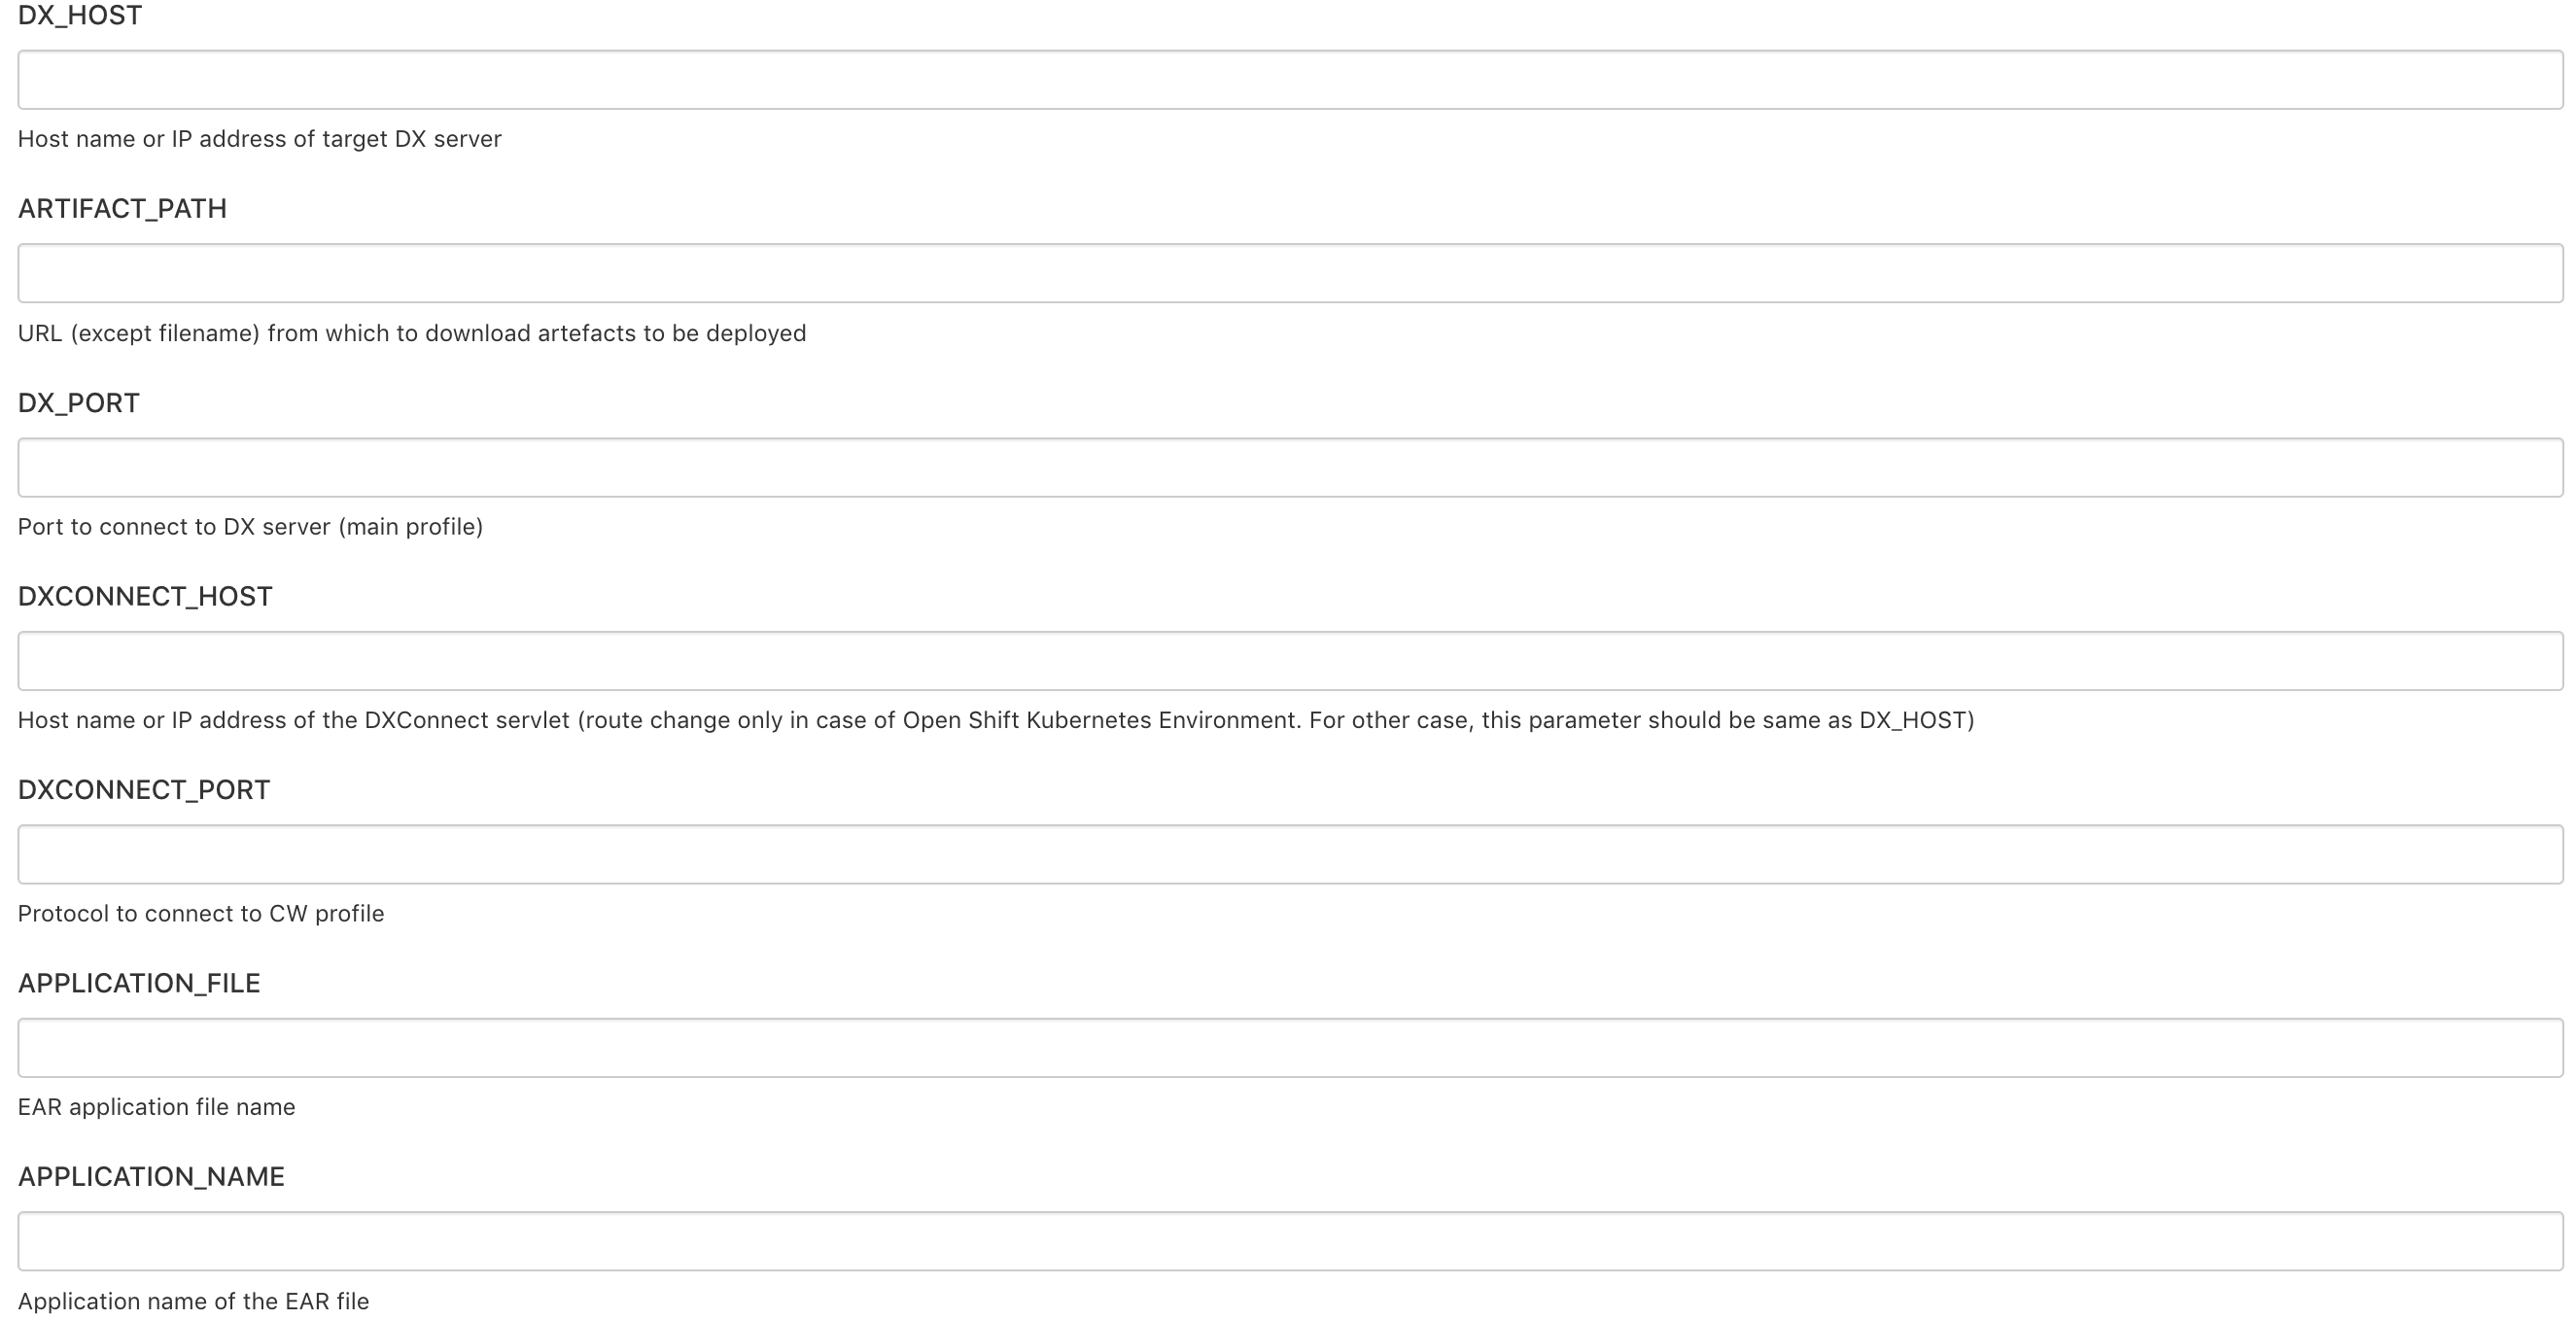 DX_HOST
Host name or IP address of target DX server
ARTIFACT_PATH
URL (except filename) from which to download artefacts to be deployed
DX_PORT
Port to connect to DX server (main profile)
DXCONNECT_HOST
Host name or IP address of the DXConnect servlet (route change only in case of Open Shift Kubernetes Environment. For other case, this parameter should be same as DX_HOST)
DXCONNECT_PORT
Protocol to connect to CW profile
APPLICATION_FILE
EAR application file name
APPLICATION_NAME
Application name of the EAR file